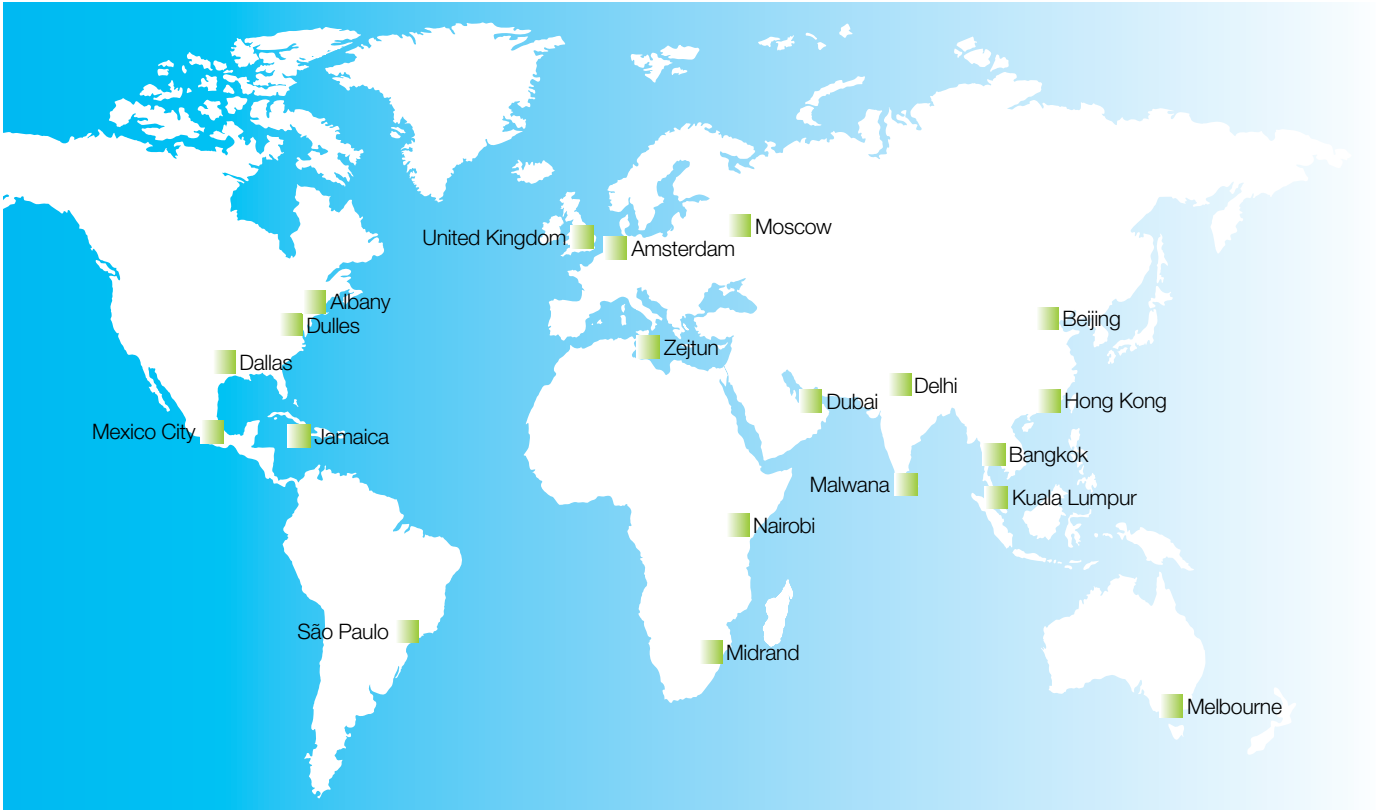 Moscow
United Kingdom
Amsterdam
Albany
Dulles
Beijing
Zejtun
Dallas
Delhi
Dubai
Hong Kong
Mexico City
Jamaica
Bangkok
Malwana
Kuala Lumpur
Nairobi
São Paulo
Midrand
Melbourne